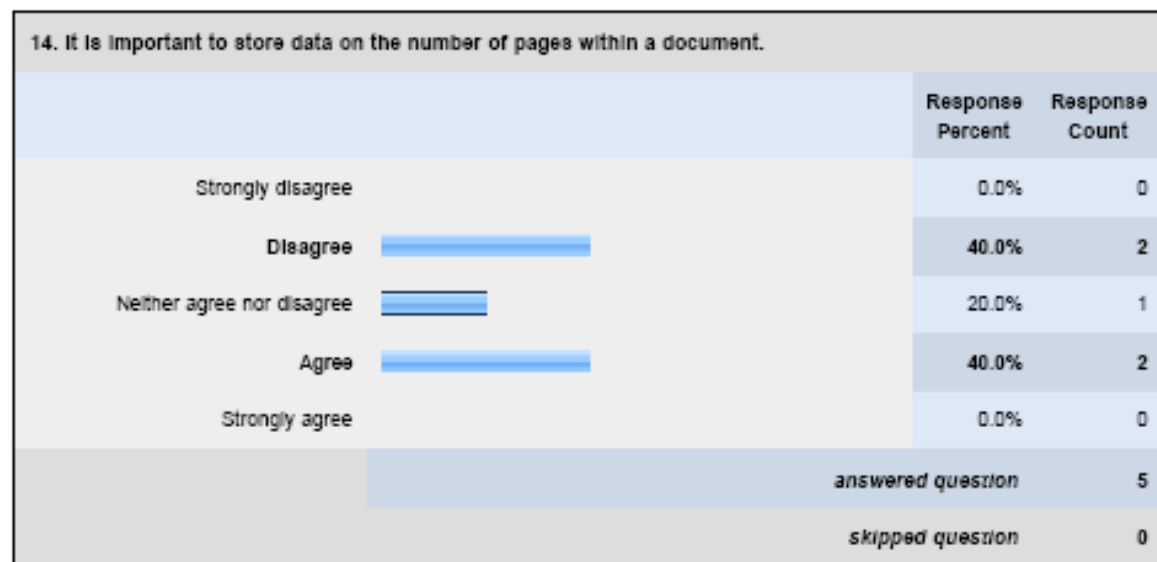 14. It is important to store data on the number of pages within a document.
Response Percent Response Count
Strongly disagree 0.0% 0
Disagree 40.0% 2
Neither agree nor disagree 20.0% 1
Agree 40.0% 2
Strongly agree 0.0% 0
answered question 5
skipped question 0